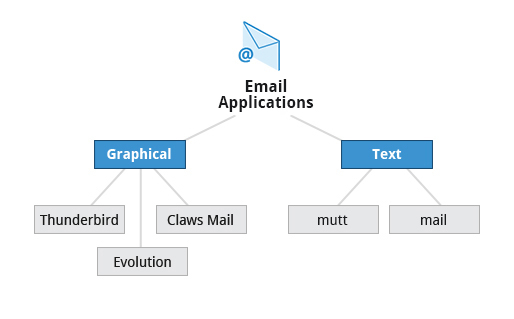 @
Email
Applications
Graphical
Text
Thunderbird
Claws Mail
mutt
mail
Evolution